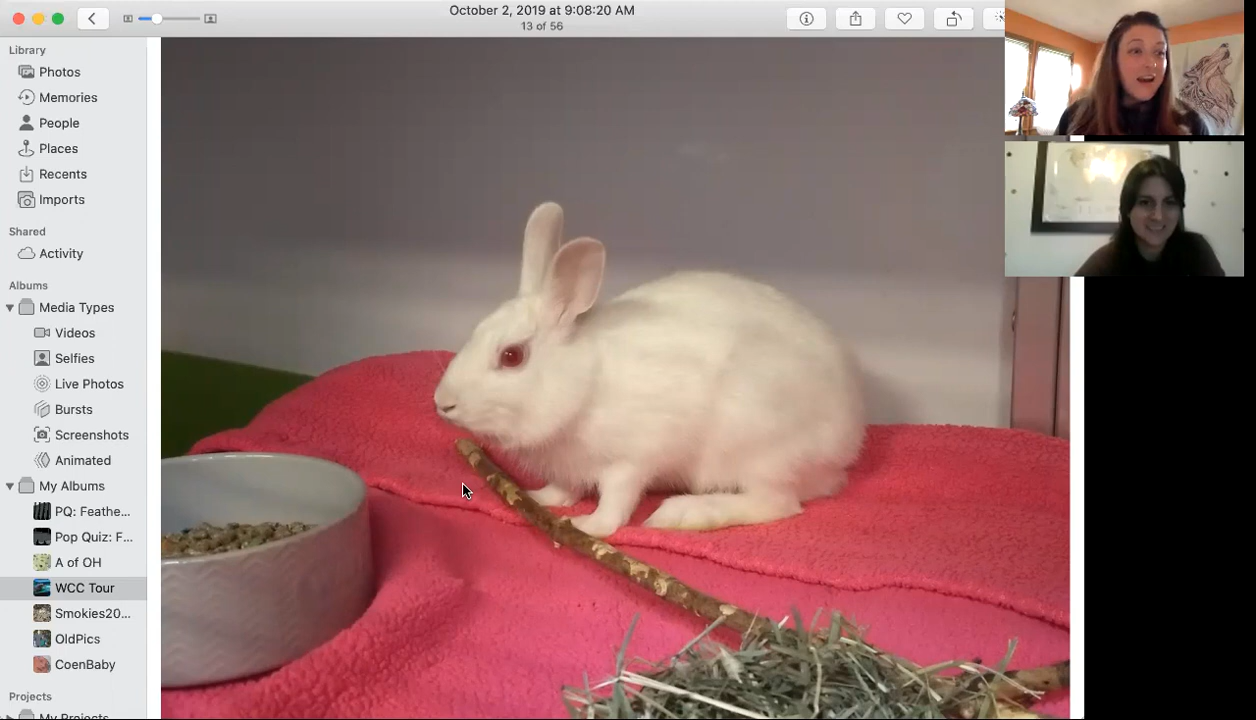 October 2, 2019 at 9:08:20 AM
13 of 56
Library
Photos
Memories
People
Places
Recents
Imports
Shared
Activity
Albums
Media Types
Videos
Selfies
Live Photos
Bursts
Screenshots
Animated
My Albums
PQ: Feathe...
Pop Quiz: F...
A of OH
WCC Tour
Smokies20...
OldPics
CoenBaby
Projects
My Projects